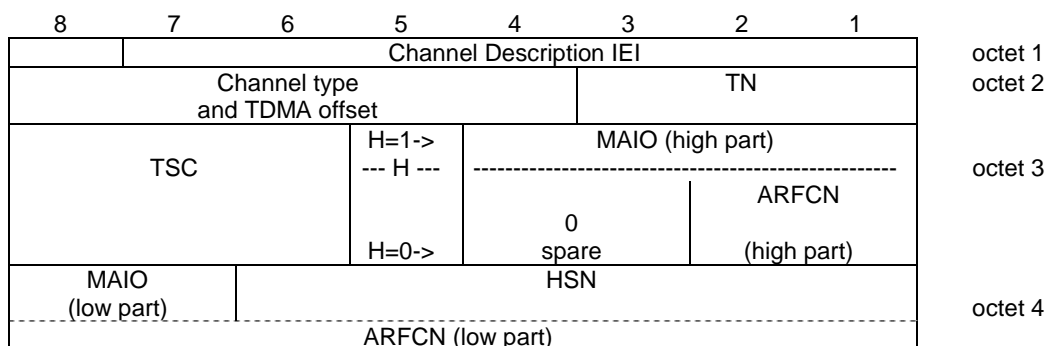 8 7 6 5 4 3 2 1
Channel Description IEI octet 1
Channel type TN octet 2
and TDMA offset
H=1-> MAIO (high part)
TSC --- H --- ------------------------------------------------------ octet 3
ARFCN
0
H=0-> spare (high part)
MAIO HSN
(low part) octet 4
ARFCN (low part)